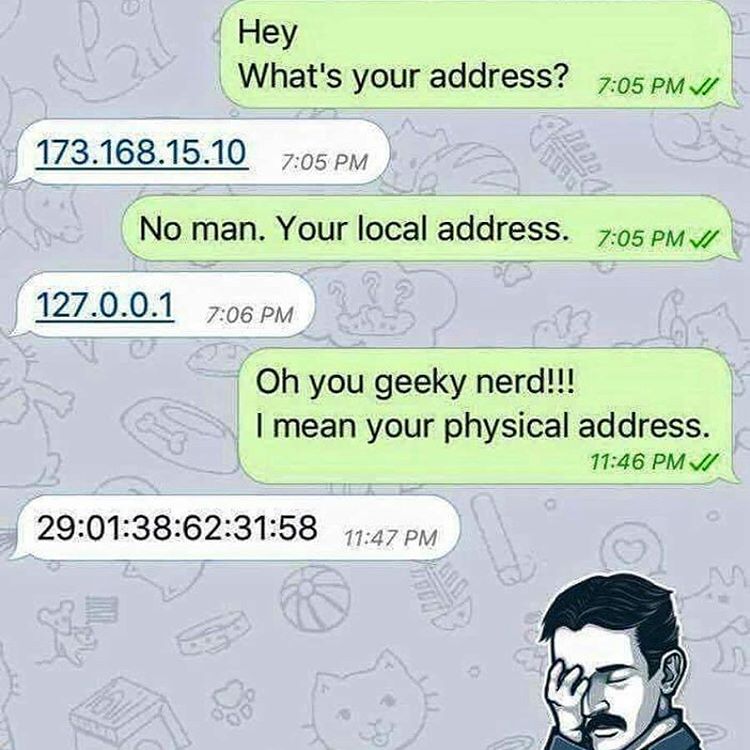 Hey
What's your address?
7:05 PM
173.168.15.10 7:05 PM
No man. Your local address. 7:05 PM
127.0.0.1 7:06 PM
Oh you geeky nerd!!!
I mean your physical address.
11:46 PM
29:01:38:62:31:58 11:47 PM